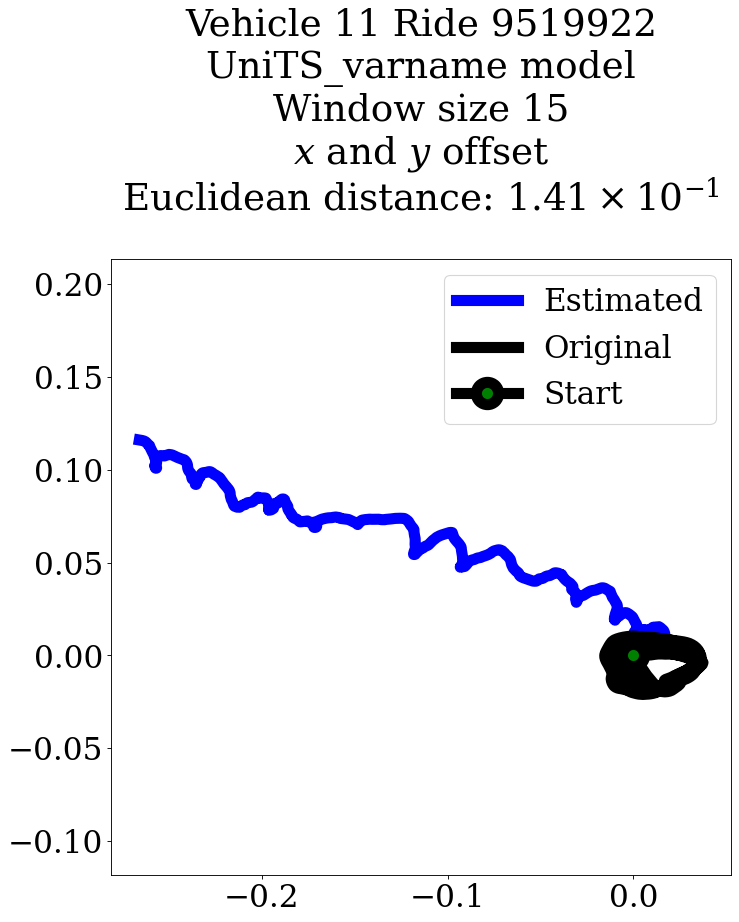 Vehicle 11 Ride 9519922
UniTS_varname model
Window size 15
x and y offset
Euclidean distance: 1.41 × 10⁻¹
Estimated
Original
Start
0.20
0.15
0.10
0.05
0.00
−0.05
−0.10
−0.2 −0.1 0.0